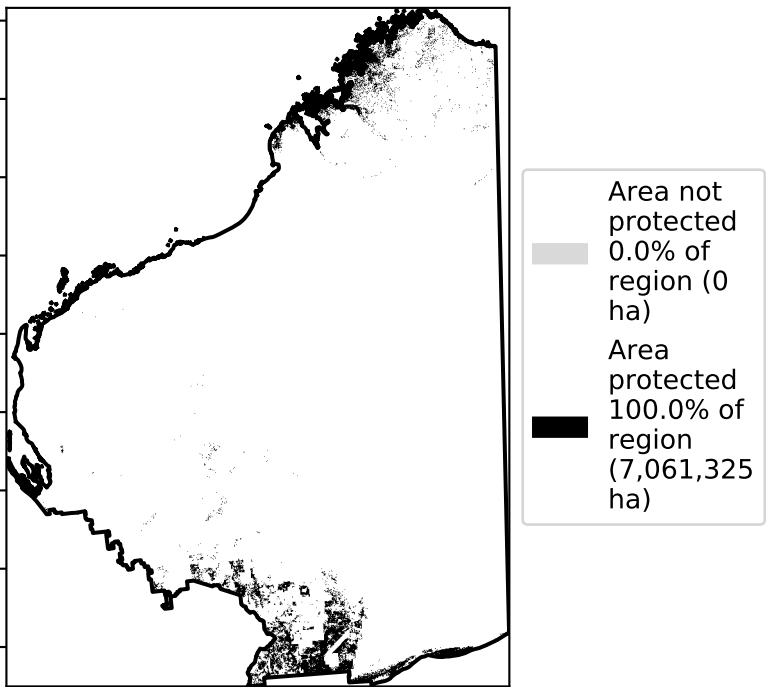 Area not
protected
0.0% of
region (0
ha)
Area
protected
100.0% of
region
(7,061,325
ha)